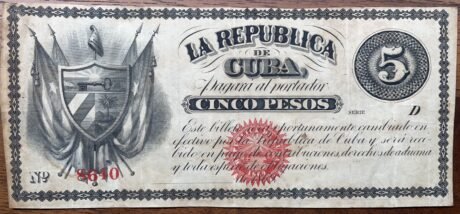 LA REPUBLICA
DE
CUBA,
pagará al portador
CINCO PESOS
5
SERIE D
Este billete será oportunamente cambiado en
efectivo por la República de Cuba y será reci-
bido en pago de contribuciones, derechos de aduana
y toda especie de obligaciones.
Nº 8640